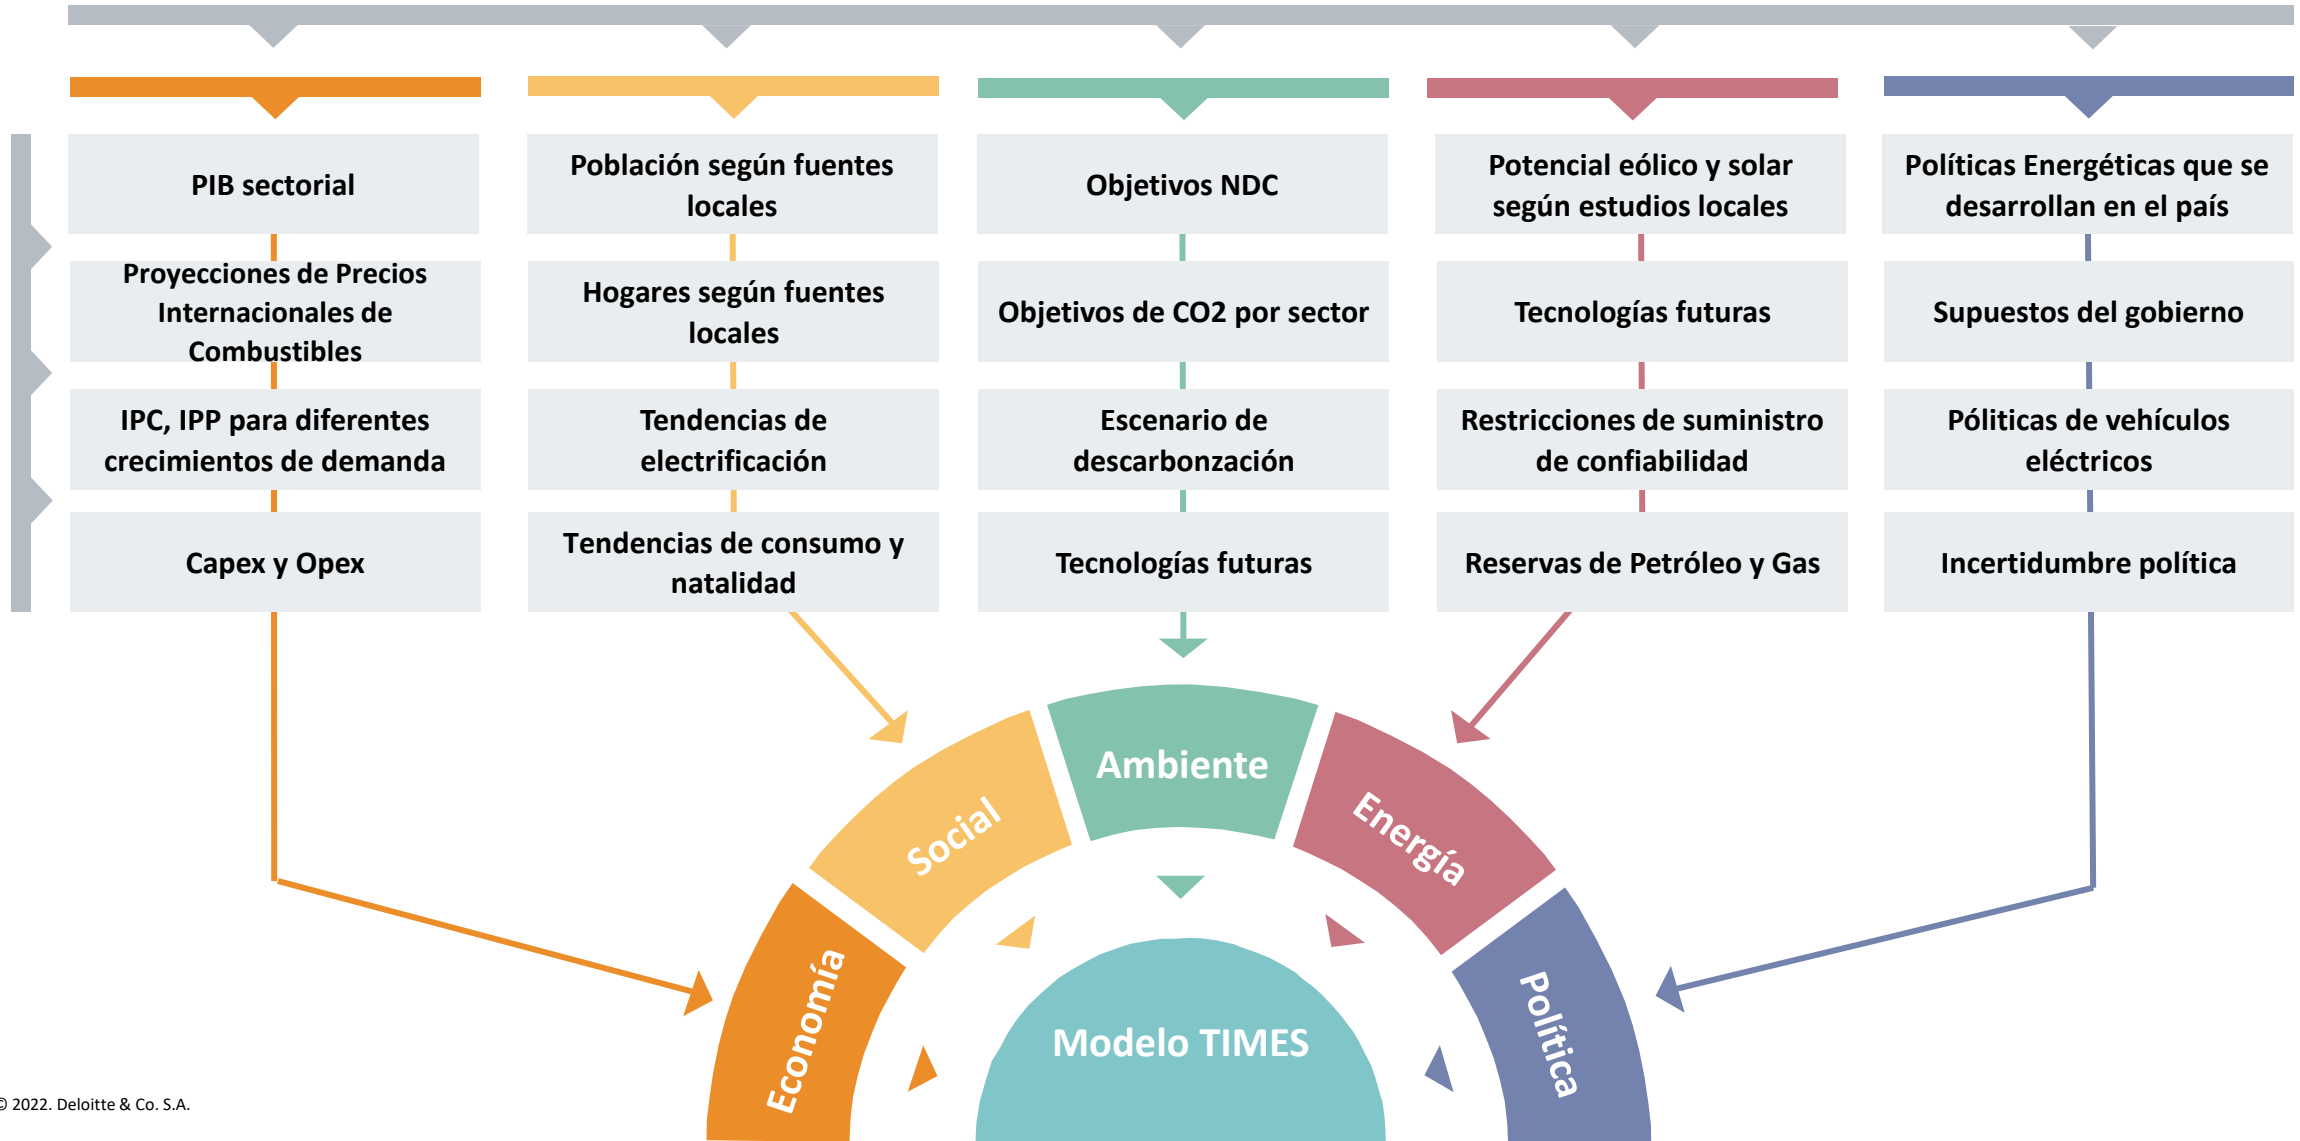 PIB sectorial
Proyecciones de Precios
Internacionales de
Combustibles
IPC, IPP para diferentes
crecimientos de demanda
Capex y Opex
Población según fuentes
locales
Hogares según fuentes
locales
Tendencias de
electrificación
Tendencias de consumo y
natalidad
Objetivos NDC
Objetivos de CO2 por sector
Escenario de
descarbonzación
Tecnologías futuras
Potencial eólico y solar
según estudios locales
Tecnologías futuras
Restricciones de suministro
de confiabilidad
Reservas de Petróleo y Gas
Políticas Energéticas que se
desarrollan en el país
Supuestos del gobierno
Póliticas de vehículos
eléctricos
Incertidumbre política
Economía
Social
Ambiente
Energía
Política
Modelo TIMES
© 2022. Deloitte & Co. S.A.